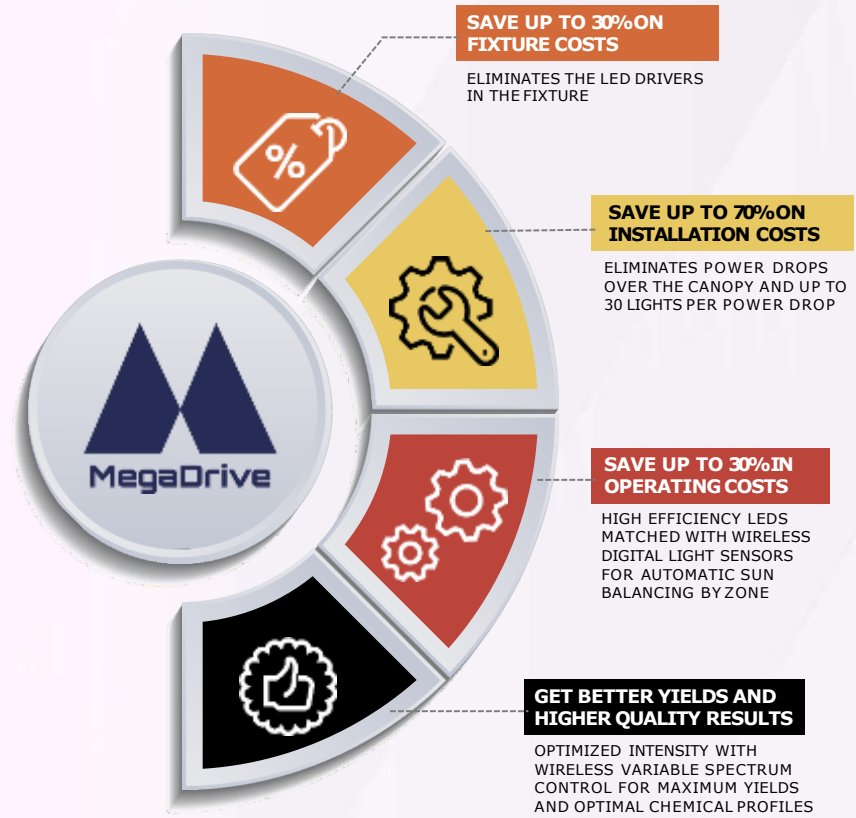 SAVE UP TO 30% ON
FIXTURE COSTS
ELIMINATES THE LED DRIVERS
IN THE FIXTURE
%
SAVE UP TO 70% ON
INSTALLATION COSTS
ELIMINATES POWER DROPS
OVER THE CANOPY AND UP TO
30 LIGHTS PER POWER DROP
MegaDrive
SAVE UP TO 30% IN
OPERATING COSTS
HIGH EFFICIENCY LEDS
MATCHED WITH WIRELESS
DIGITAL LIGHT SENSORS
FOR AUTOMATIC SUN
BALANCING BY ZONE
GET BETTER YIELDS AND
HIGHER QUALITY RESULTS
OPTIMIZED INTENSITY WITH
WIRELESS VARIABLE SPECTRUM
CONTROL FOR MAXIMUM YIELDS
AND OPTIMAL CHEMICAL PROFILES